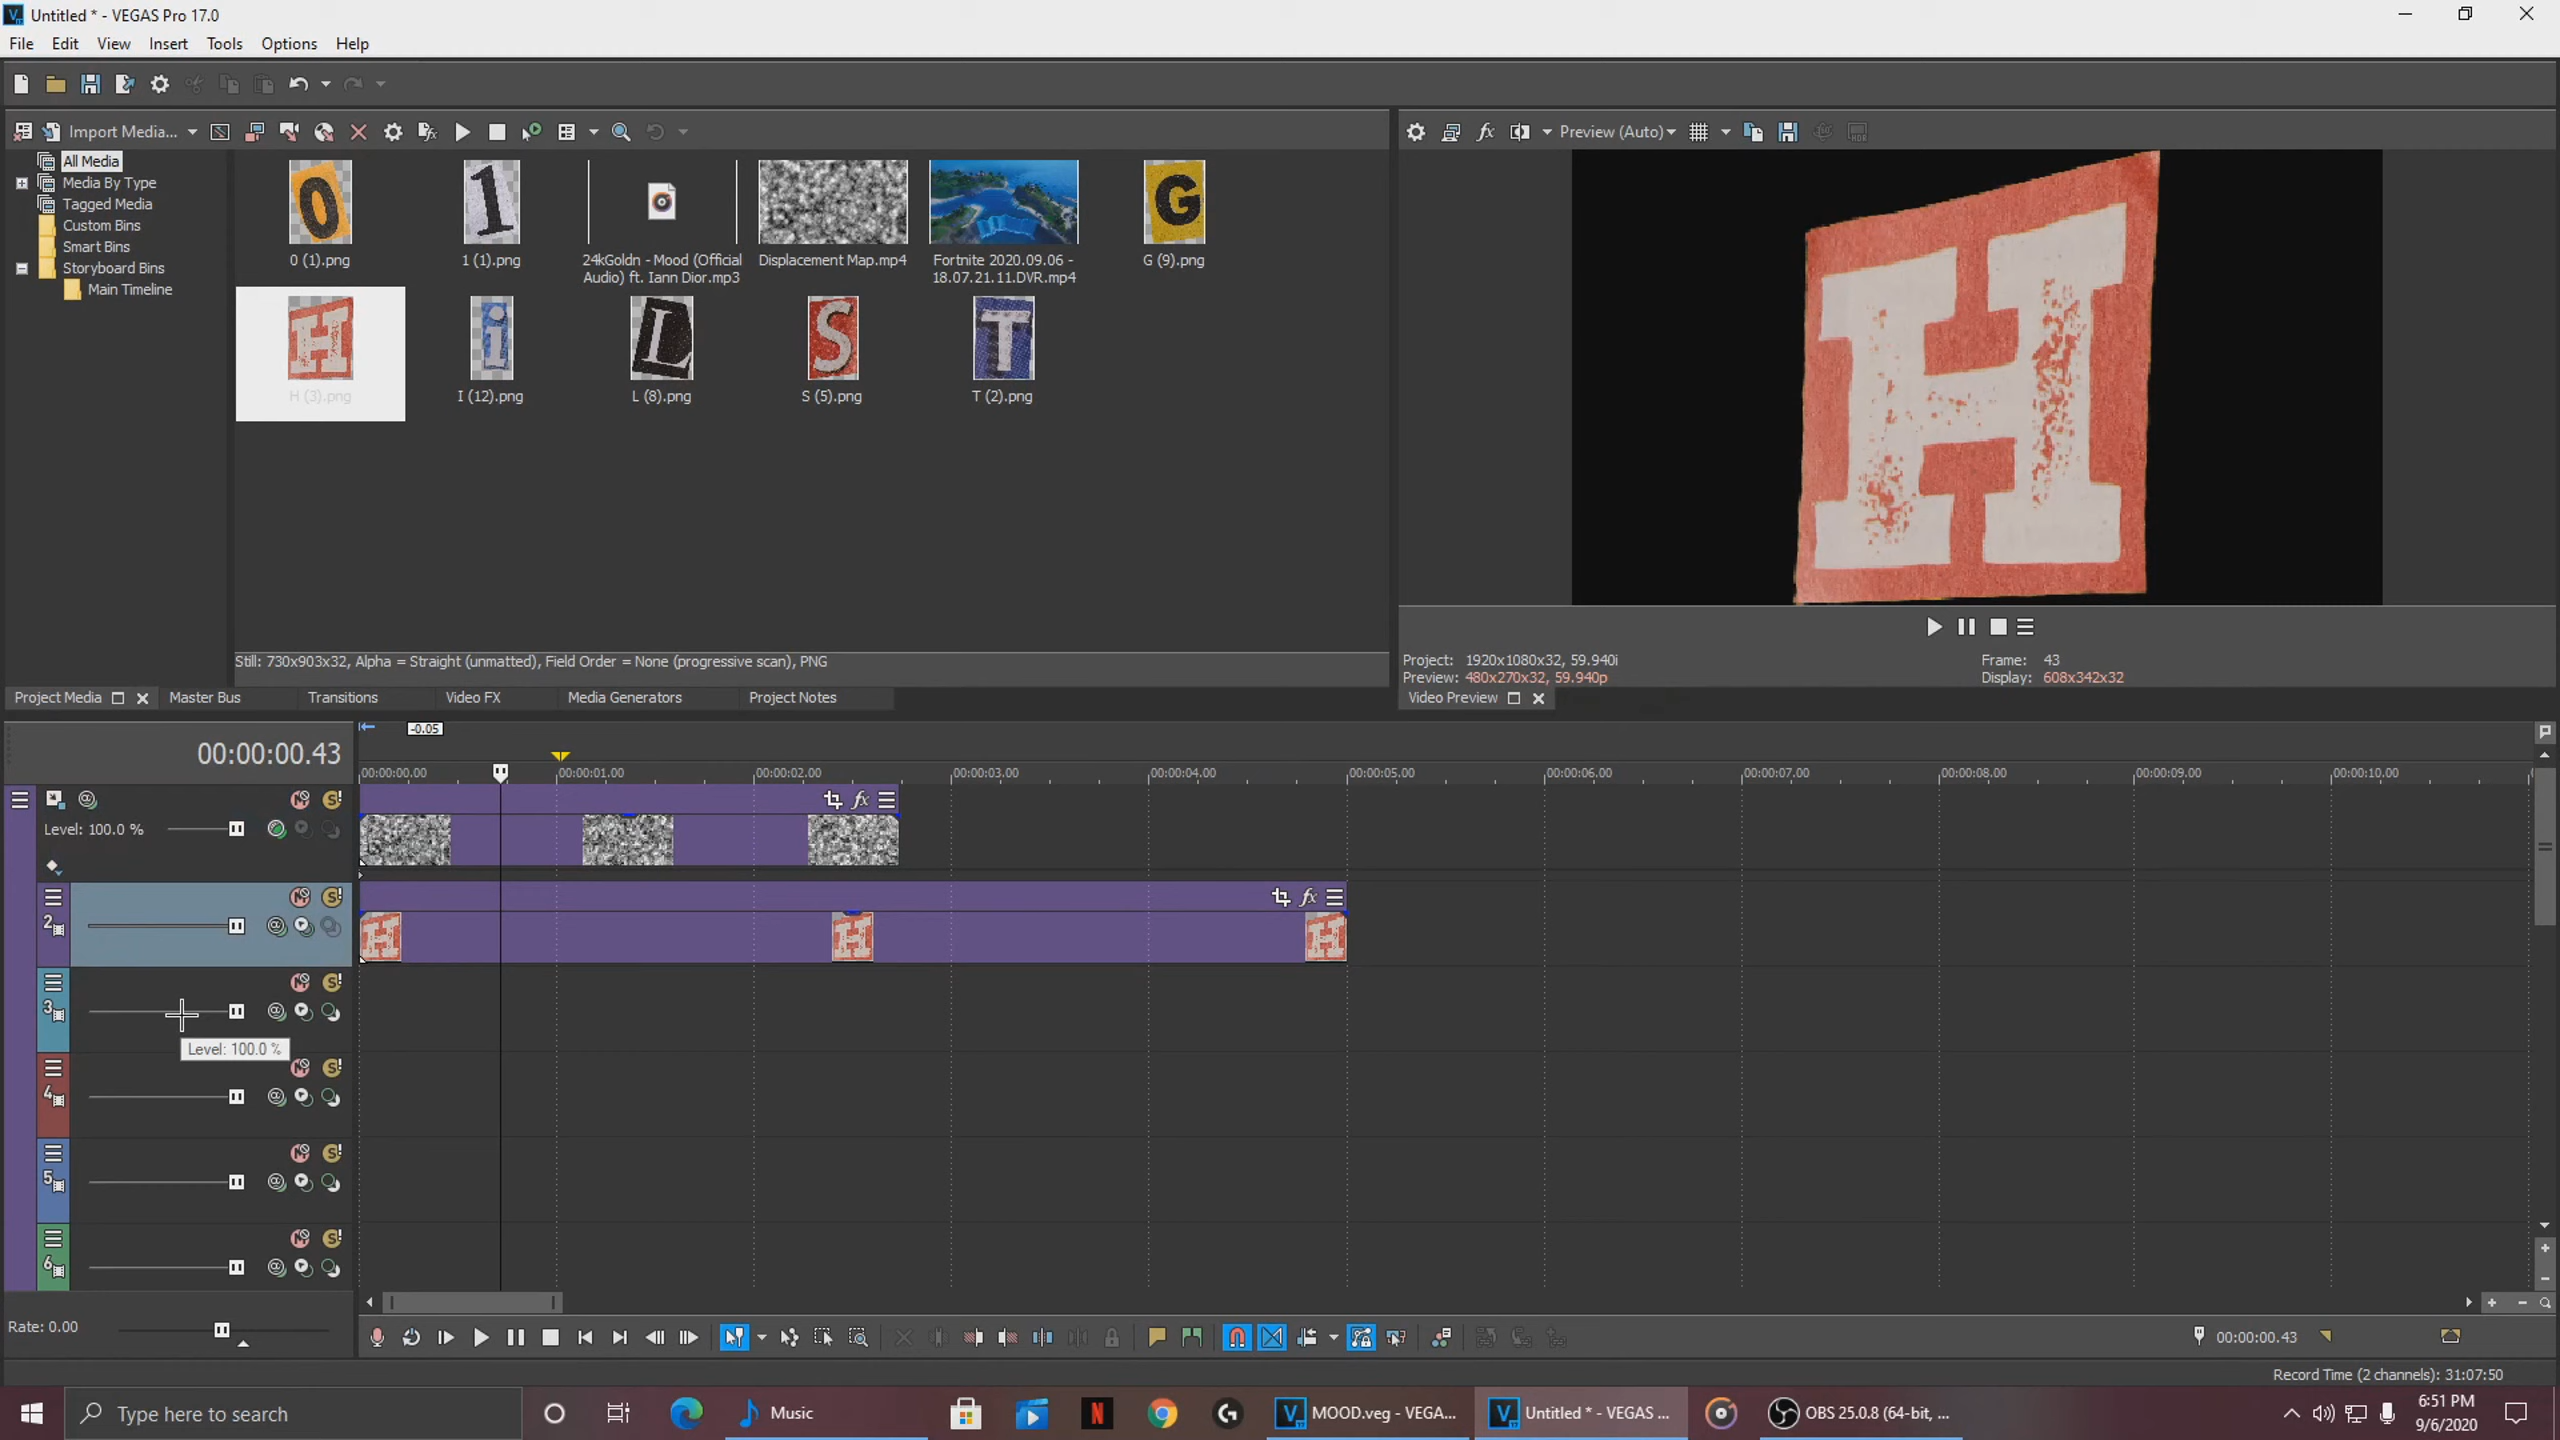 Untitled * - VEGAS Pro 17.0
File Edit View Insert Tools Options Help
Import Media... Preview (Auto)
All Media
Media By Type
Tagged Media
Custom Bins
Smart Bins
Storyboard Bins
Main Timeline
0 1 G
0 (1).png 1 (1).png 24kGoldn - Mood (Official Displacement Map.mp4 Fortnite 2020.09.06 - G (9).png
Audio) ft. Iann Dior.mp3 18.07.21.11.DVR.mp4
H i L S T
H (3).png I (12).png L (8).png S (5).png T (2).png
H
Still: 730x903x32, Alpha = Straight (unmatted), Field Order = None (progressive scan), PNG
Project: 1920x1080x32, 59.940i Frame: 43
Preview: 480x270x32, 59.940p Display: 608x342x32
Project Media Master Bus Transitions Video FX Media Generators Project Notes Video Preview
-0.05
00:00:00.43
00:00:00.00 00:00:01.00 00:00:02.00 00:00:03.00 00:00:04.00 00:00:05.00 00:00:06.00 00:00:07.00 00:00:08.00 00:00:09.00 00:00:10.00
Level: 100.0 %
2
H H H
3
Level: 100.0 %
4
5
6
Rate: 0.00
00:00:00.43
Record Time (2 channels): 31:07:50
Type here to search Music MOOD.veg - VEGA... Untitled * - VEGAS ... OBS 25.0.8 (64-bit, ...
6:51 PM
9/6/2020